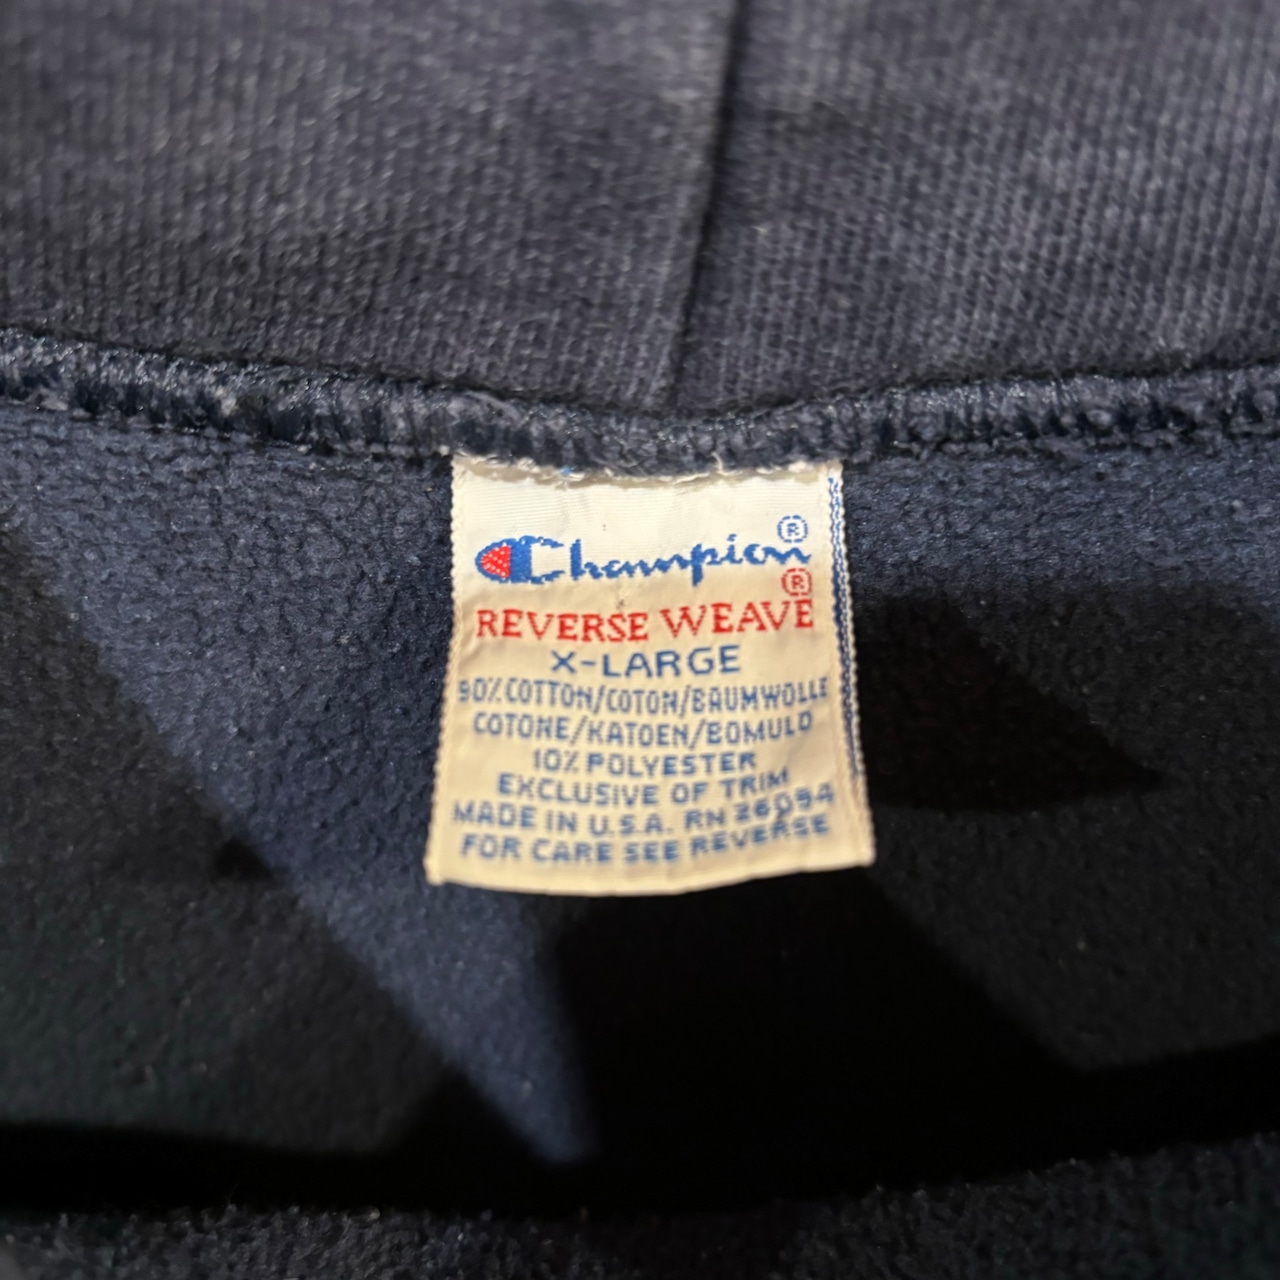 Champion®
REVERSE WEAVE®
X-LARGE
90% COTTON/COTON/BAUMWOLLE
COTONE/KATOEN/BOMULD
10% POLYESTER
EXCLUSIVE OF TRIM
MADE IN U.S.A. RN 26094
FOR CARE SEE REVERSE